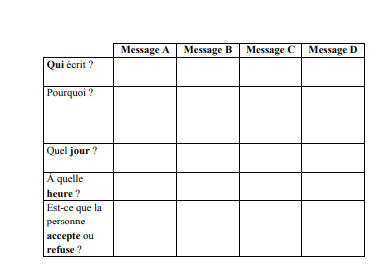 Message A Message B Message C Message D
Qui écrit ?
Pourquoi ?
Quel jour ?
À quelle
heure ?
Est-ce que la
personne
accepte ou
refuse ?